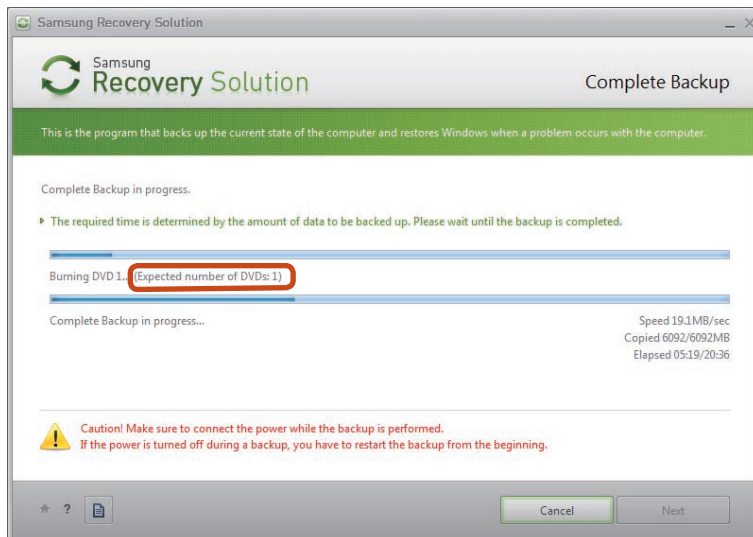 Samsung Recovery Solution
Samsung
Recovery Solution
Complete Backup
This is the program that backs up the current state of the computer and restores Windows when a problem occurs with the computer.
Complete Backup in progress.
The required time is determined by the amount of data to be backed up. Please wait until the backup is completed.
Burning DVD 1... (Expected number of DVDs: 1)
Complete Backup in progress...
Speed 19.1MB/sec
Copied 6092/6092MB
Elapsed 05:19/20:36
Caution! Make sure to connect the power while the backup is performed.
If the power is turned off during a backup, you have to restart the backup from the beginning.
?
Cancel
Next